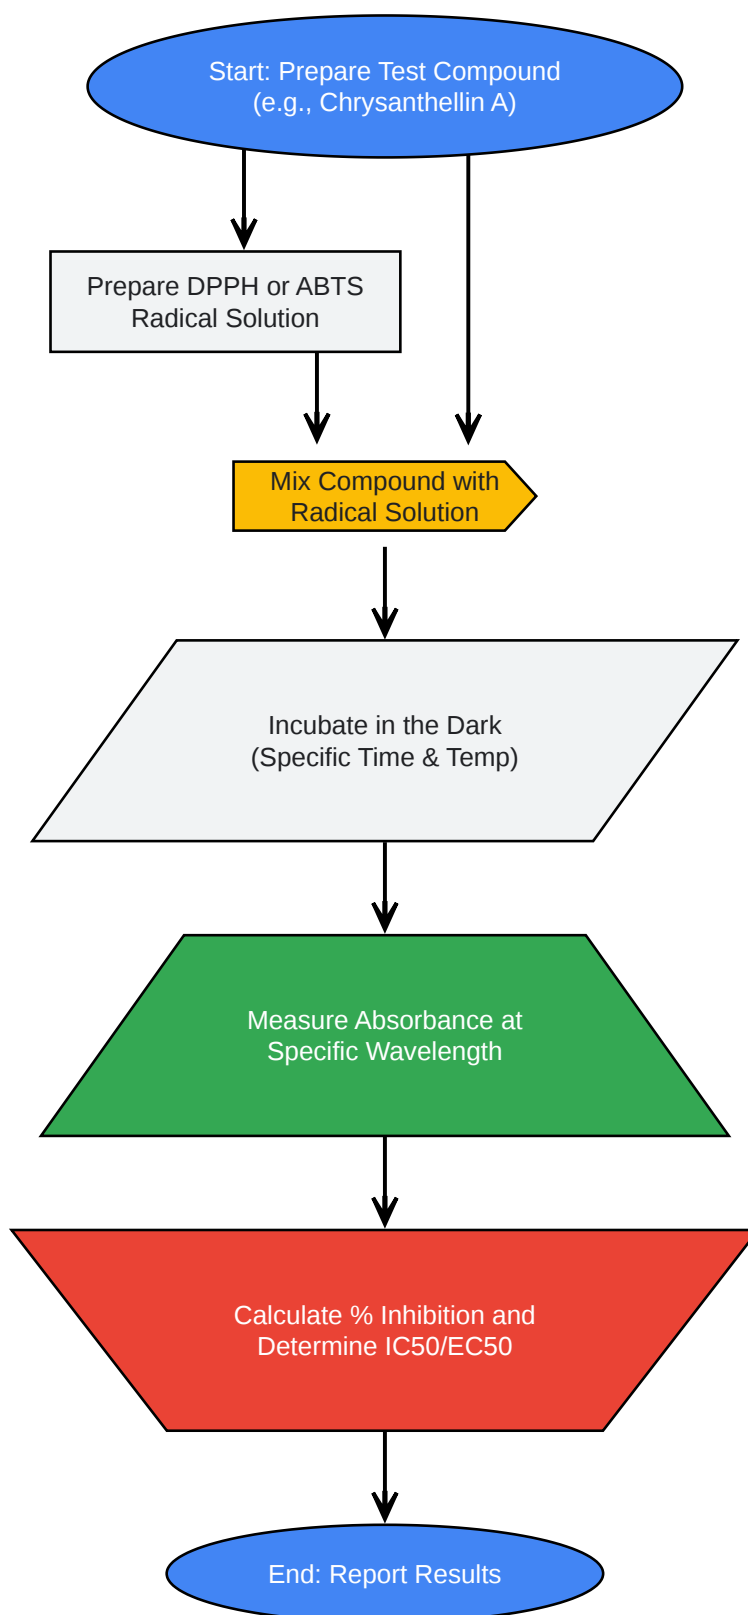 Start: Prepare Test Compound
(e.g., Chrysanthellin A)
Prepare DPPH or ABTS
Radical Solution
Mix Compound with
Radical Solution
Incubate in the Dark
(Specific Time & Temp)
Measure Absorbance at
Specific Wavelength
Calculate % Inhibition and
Determine IC50/EC50
End: Report Results